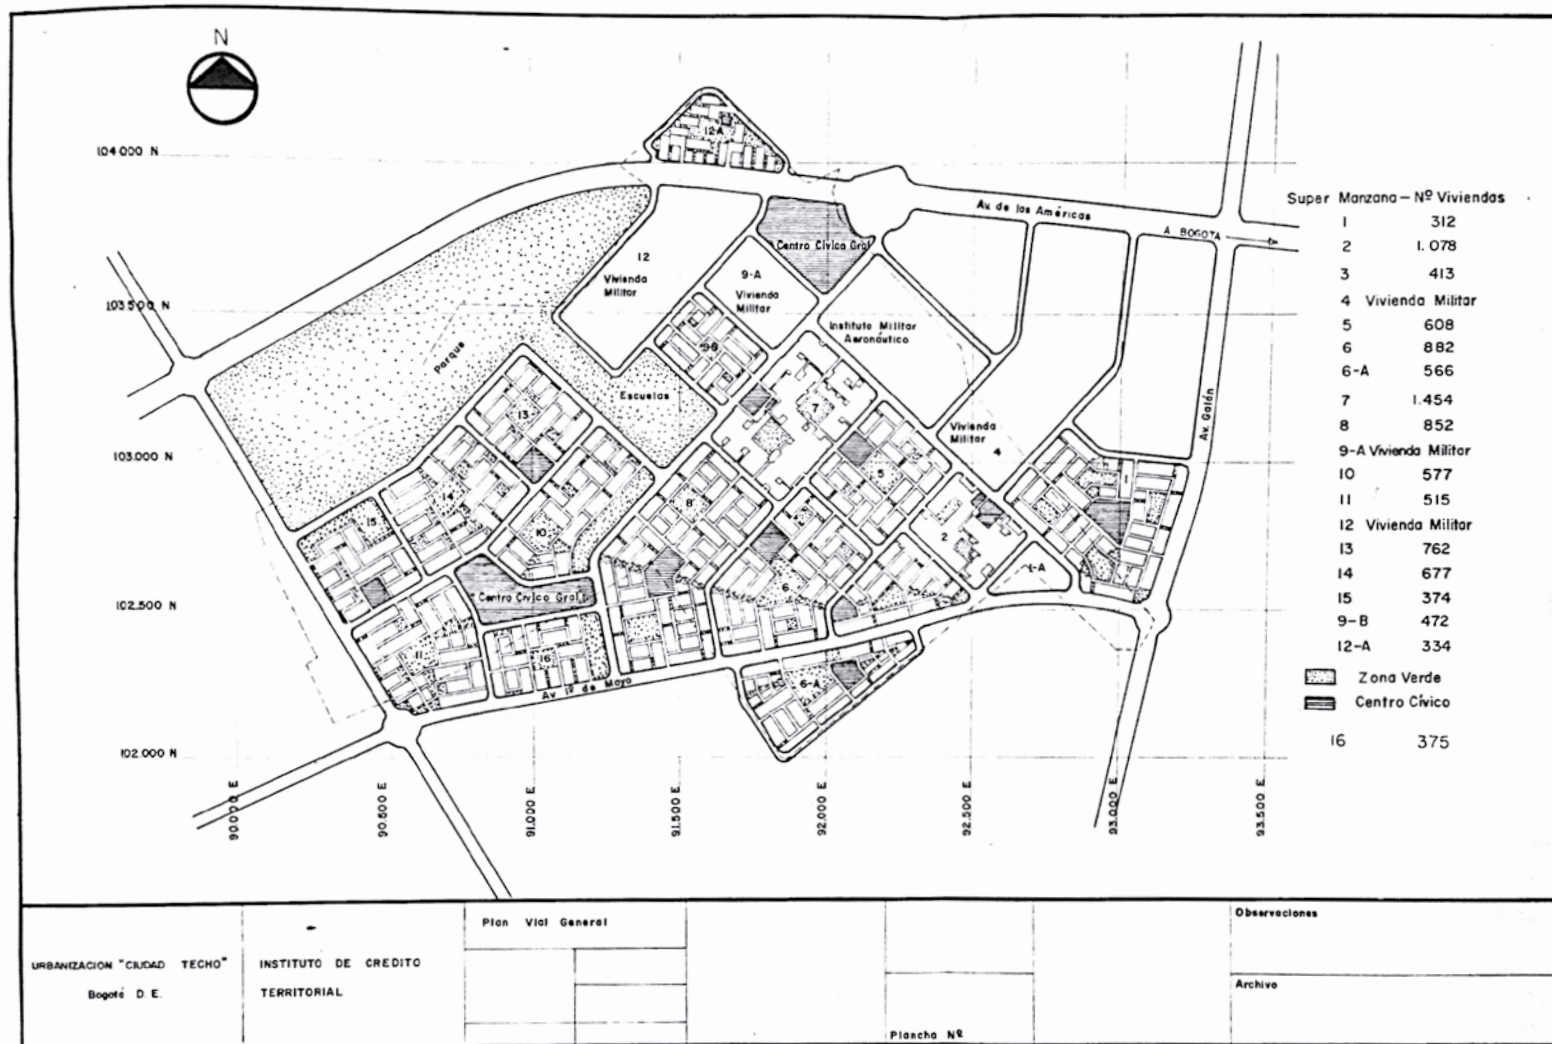 N
104 000 N
103 500 N
103.000 N
102.500 N
102.000 N
90.000 E
90.500 E
91.000 E
91.500 E
92.000 E
92.500 E
93.000 E
93.500 E
12-A
Av. de las Américas
A. BOGOTA
Centro Cívico Gral
12
Vivienda
Militar
9-A
Vivienda
Militar
Instituto Militar
Aeronáutico
Parque
Escuelas
9-B
7
Vivienda
Militar
4
Av. Galán
13
14
15
10
8
5
2
1
6
11
16
6-A
Centro Cívico Gral.
Av 1º de Mayo
Super Manzana – Nº Viviendas
1 312
2 1.078
3 413
4 Vivienda Militar
5 608
6 882
6-A 566
7 1.454
8 852
9-A Vivienda Militar
10 577
11 515
12 Vivienda Militar
13 762
14 677
15 374
9-B 472
12-A 334
Zona Verde
Centro Cívico
16 375
URBANIZACION "CIUDAD TECHO"
Bogotá D. E.
INSTITUTO DE CREDITO
TERRITORIAL
Plan Vial General
Plancha Nº
Observaciones
Archivo